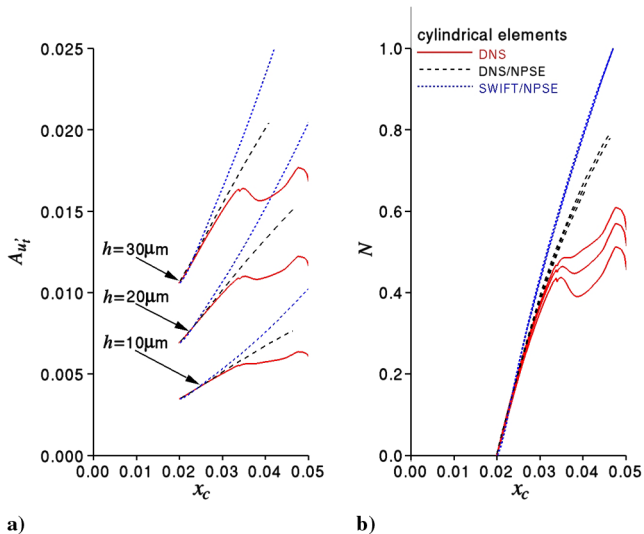 0.025
0.020
0.015
0.010
0.005
0.000
A_{u_t'}
h=30μm
h=20μm
h=10μm
0.00 0.01 0.02 0.03 0.04 0.05
x_C
a)
cylindrical elements
DNS
DNS/NPSE
SWIFT/NPSE
1.0
0.8
0.6
0.4
0.2
0.0
N
0.00 0.01 0.02 0.03 0.04 0.05
x_C
b)